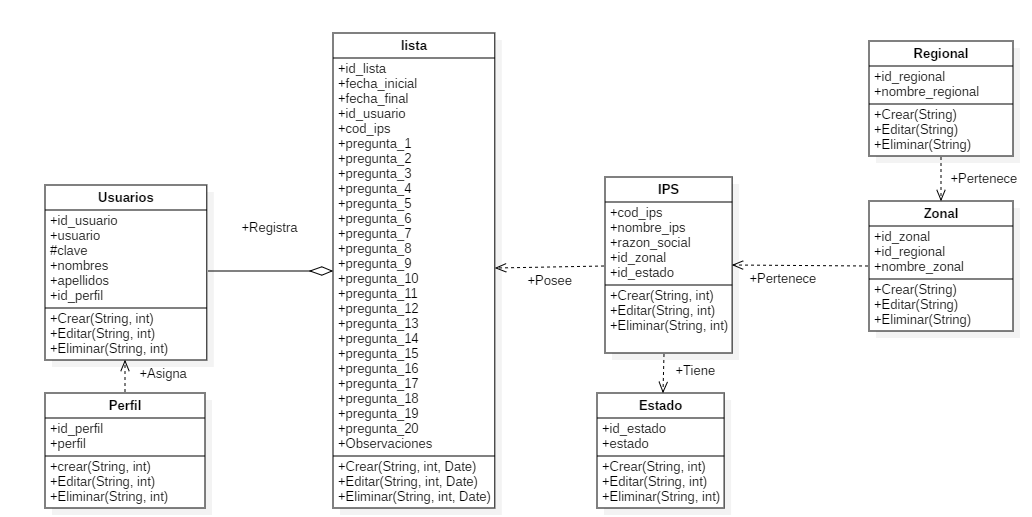 lista
+id_lista
+fecha_inicial
+fecha_final
+id_usuario
+cod_ips
+pregunta_1
+pregunta_2
+pregunta_3
+pregunta_4
+pregunta_5
+pregunta_6
+pregunta_7
+pregunta_8
+pregunta_9
+pregunta_10
+pregunta_11
+pregunta_12
+pregunta_13
+pregunta_14
+pregunta_15
+pregunta_16
+pregunta_17
+pregunta_18
+pregunta_19
+pregunta_20
+Observaciones
+Crear(String, int, Date)
+Editar(String, int, Date)
+Eliminar(String, int, Date)
Regional
+id_regional
+nombre_regional
+Crear(String)
+Editar(String)
+Eliminar(String)
+Pertenece
Usuarios
+id_usuario
+usuario
#clave
+nombres
+apellidos
+id_perfil
+Crear(String, int)
+Editar(String, int)
+Eliminar(String, int)
+Registra
IPS
+cod_ips
+nombre_ips
+razon_social
+id_zonal
+id_estado
+Crear(String, int)
+Editar(String, int)
+Eliminar(String, int)
+Posee
Zonal
+id_zonal
+id_regional
+nombre_zonal
+Crear(String)
+Editar(String)
+Eliminar(String)
+Pertenece
+Asigna
+Tiene
Perfil
+id_perfil
+perfil
+crear(String, int)
+Editar(String, int)
+Eliminar(String, int)
Estado
+id_estado
+estado
+Crear(String, int)
+Editar(String, int)
+Eliminar(String, int)